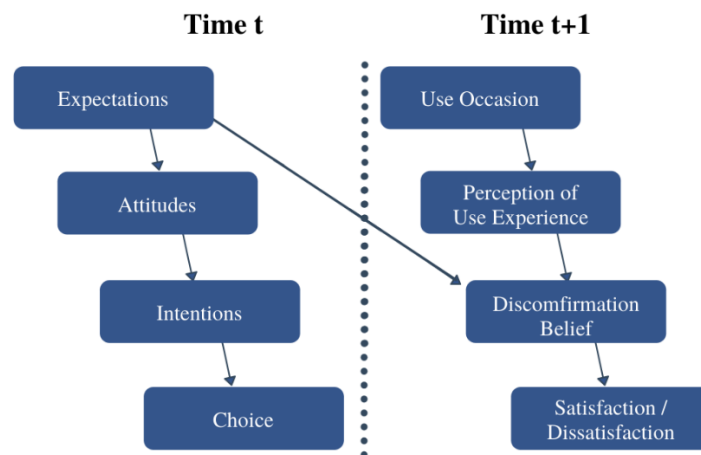 Time t
Time t+1
Expectations
Use Occasion
Attitudes
Perception of
Use Experience
Intentions
Discomfirmation
Belief
Choice
Satisfaction /
Dissatisfaction